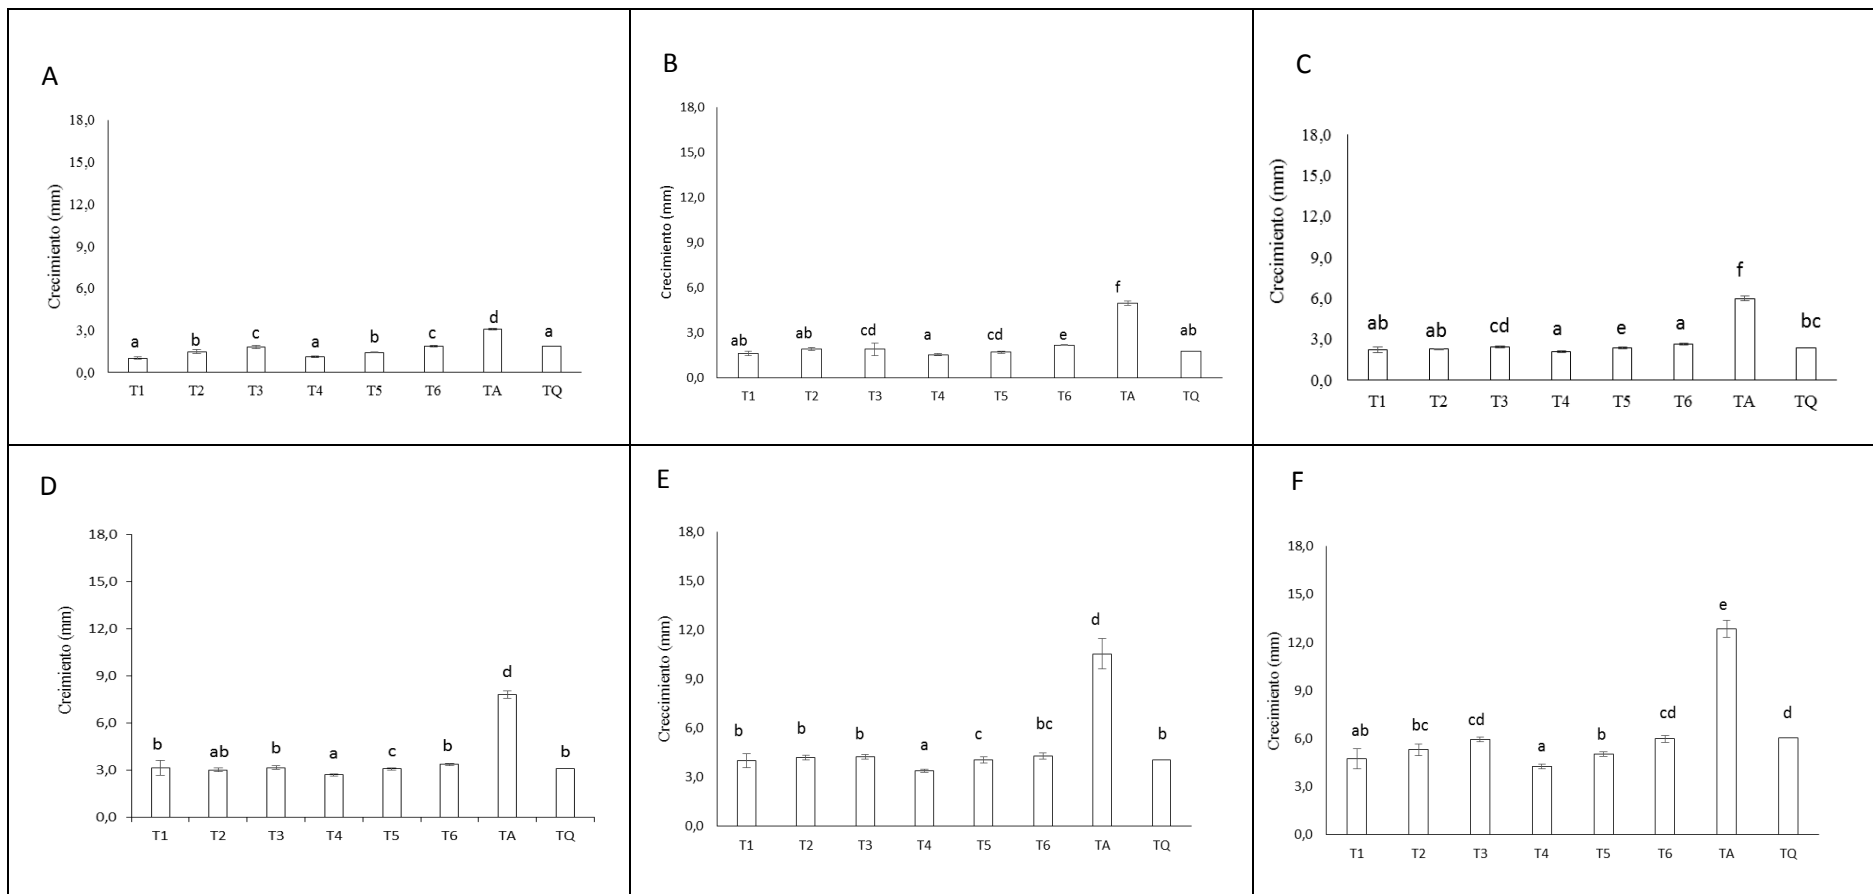 A
Crecimiento (mm)
18,0
15,0
12,0
9,0
6,0
3,0
0,0
a b c a b c d a
T1 T2 T3 T4 T5 T6 TA TQ
B
Crecimiento (mm)
18,0
15,0
12,0
9,0
6,0
3,0
0,0
ab ab cd a cd e f ab
T1 T2 T3 T4 T5 T6 TA TQ
C
Crecimiento (mm)
18,0
15,0
12,0
9,0
6,0
3,0
0,0
ab ab cd a e a f bc
T1 T2 T3 T4 T5 T6 TA TQ
D
Creimiento (mm)
18,0
15,0
12,0
9,0
6,0
3,0
0,0
b ab b a c b d b
T1 T2 T3 T4 T5 T6 TA TQ
E
Creccimiento (mm)
18,0
15,0
12,0
9,0
6,0
3,0
0,0
b b b a c bc d b
T1 T2 T3 T4 T5 T6 TA TQ
F
Crecimiento (mm)
18,0
15,0
12,0
9,0
6,0
3,0
0,0
ab bc cd a b cd e d
T1 T2 T3 T4 T5 T6 TA TQ